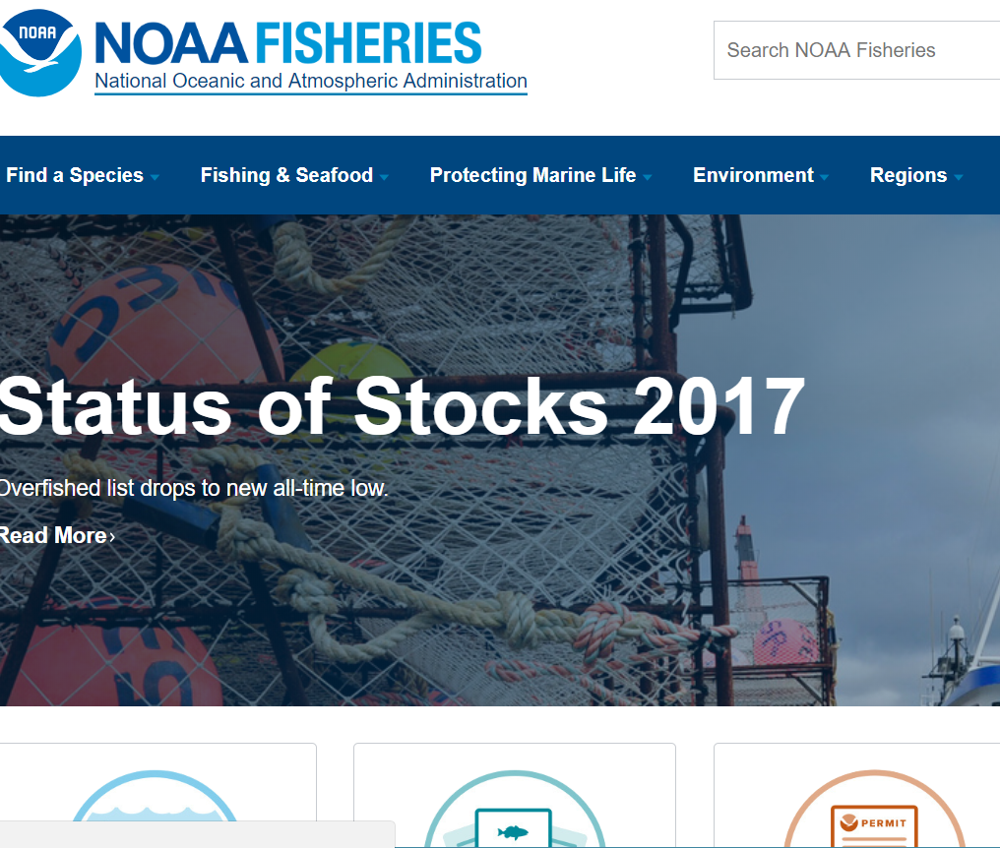 NOAA
NOAA FISHERIES
National Oceanic and Atmospheric Administration
Search NOAA Fisheries
Find a Species
Fishing & Seafood
Protecting Marine Life
Environment
Regions
Status of Stocks 2017
Overfished list drops to new all-time low.
Read More ›
PERMIT